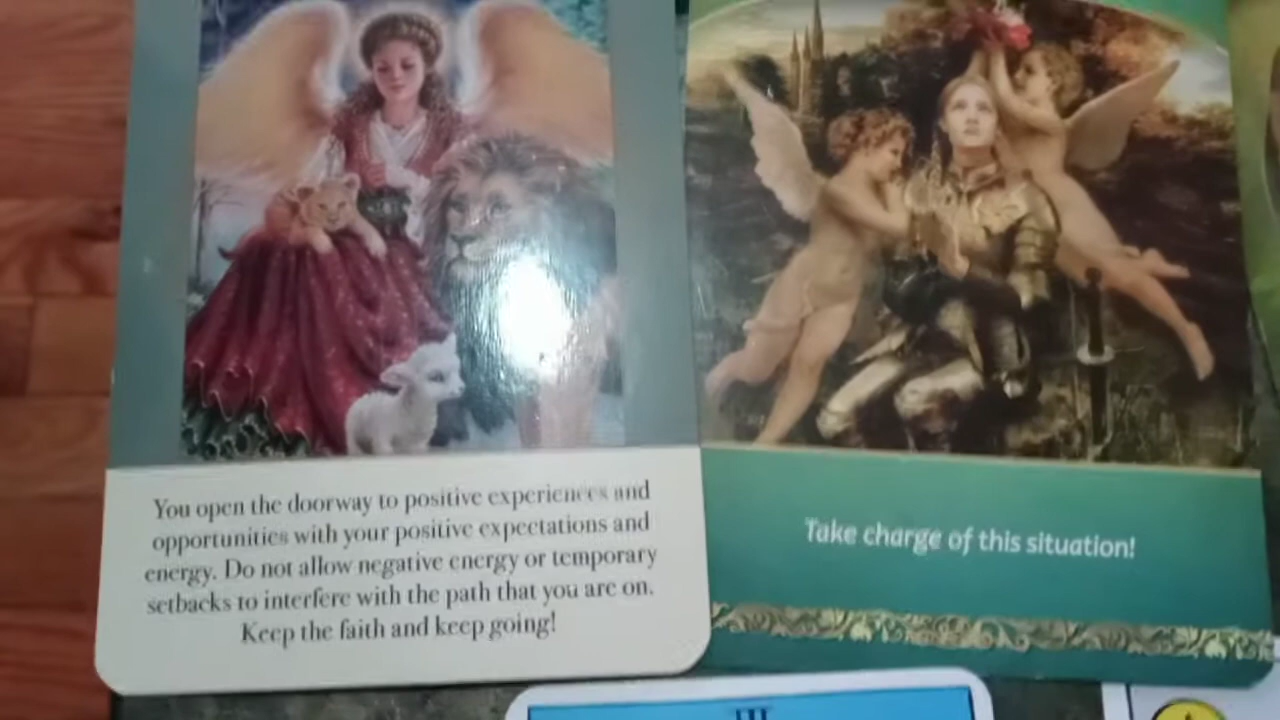 You open the doorway to positive experiences and
opportunities with your positive expectations and
energy. Do not allow negative energy or temporary
setbacks to interfere with the path that you are on.
Keep the faith and keep going!
Take charge of this situation!
III